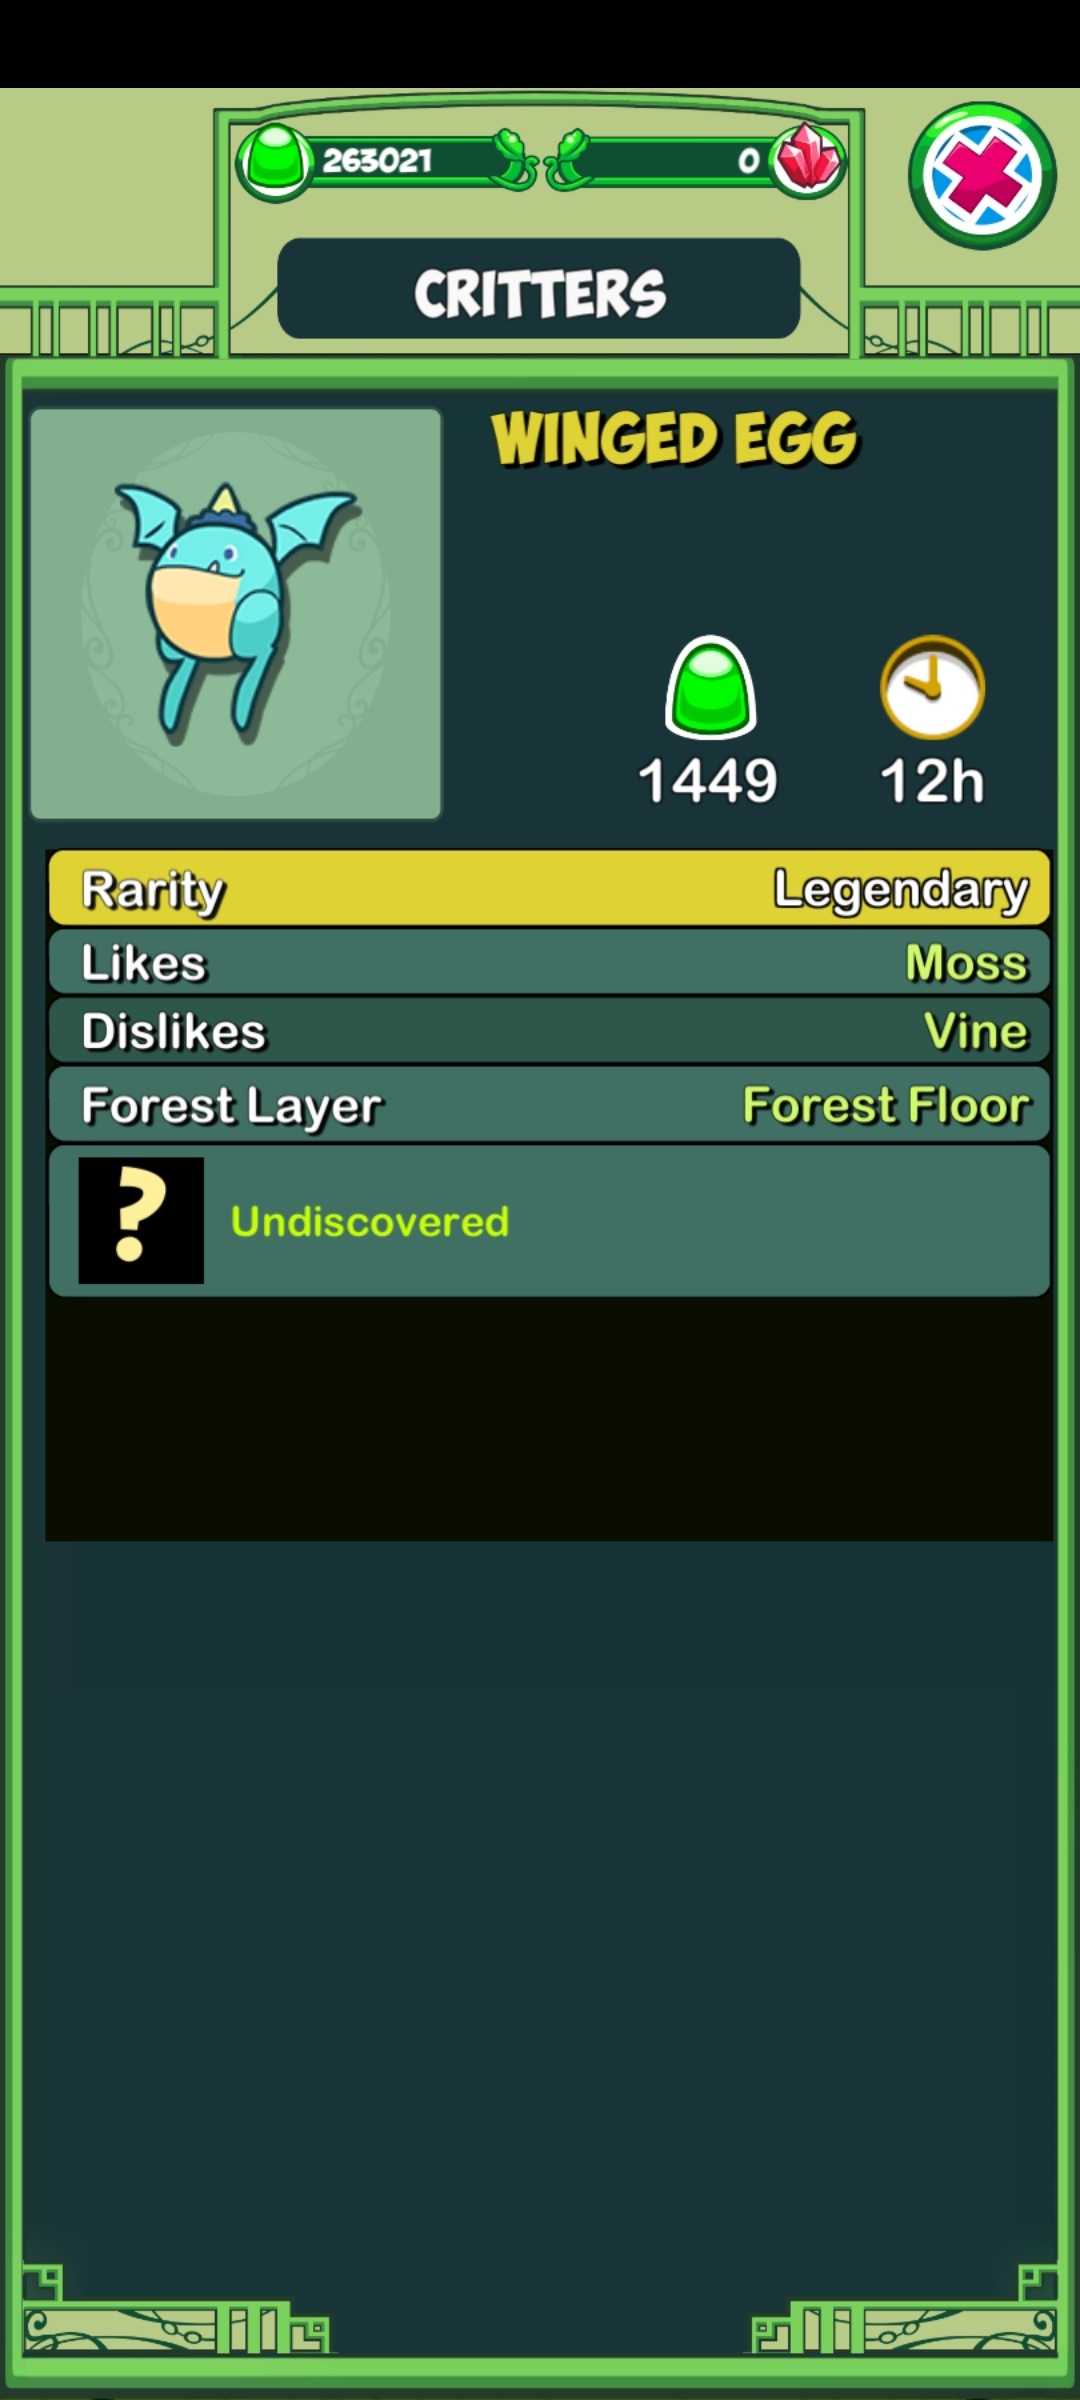 263021 0
CRITTERS
WINGED EGG
1449 12h
Rarity Legendary
Likes Moss
Dislikes Vine
Forest Layer Forest Floor
? Undiscovered